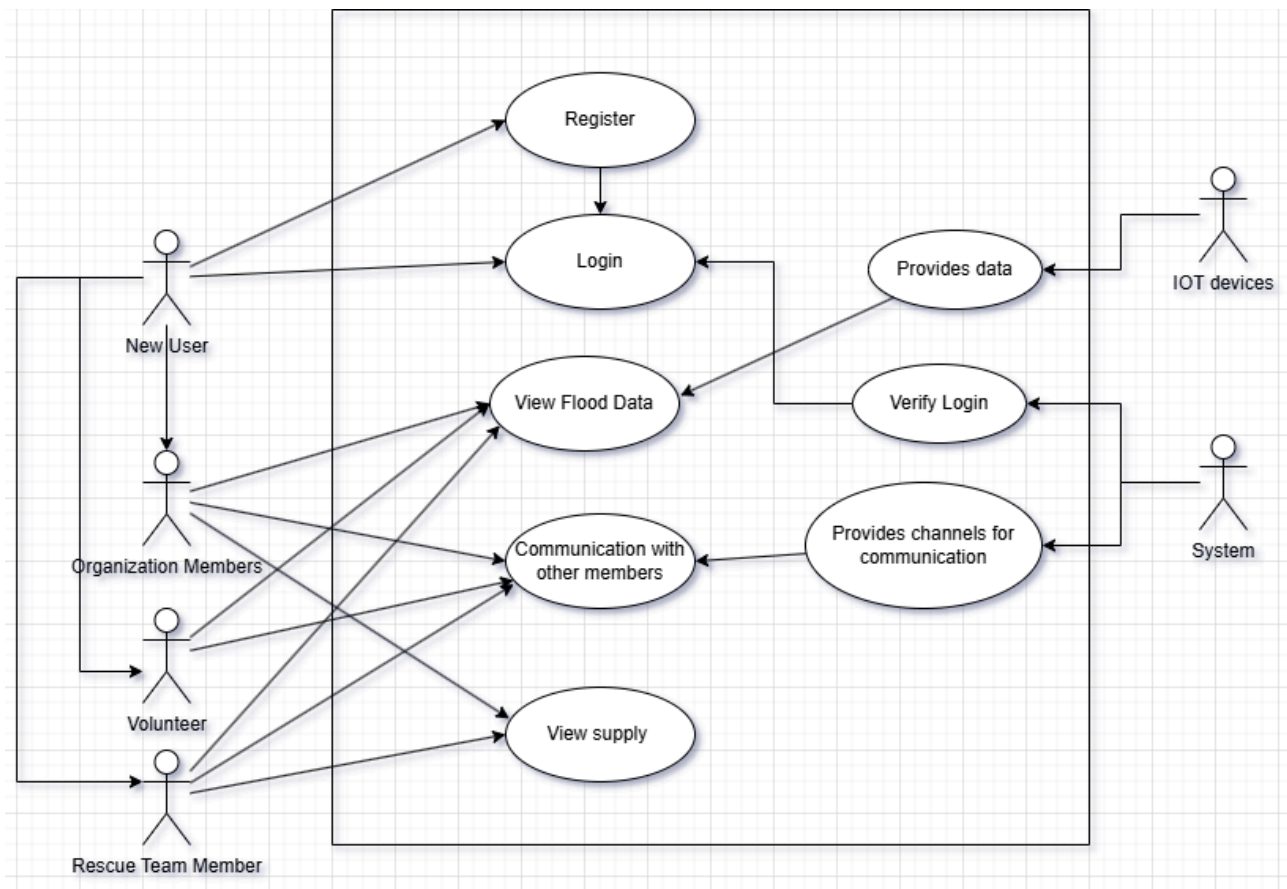 Register
Login
Provides data
IOT devices
New User
View Flood Data
Verify Login
Organization Members
Communication with
other members
Provides channels for
communication
System
Volunteer
View supply
Rescue Team Member